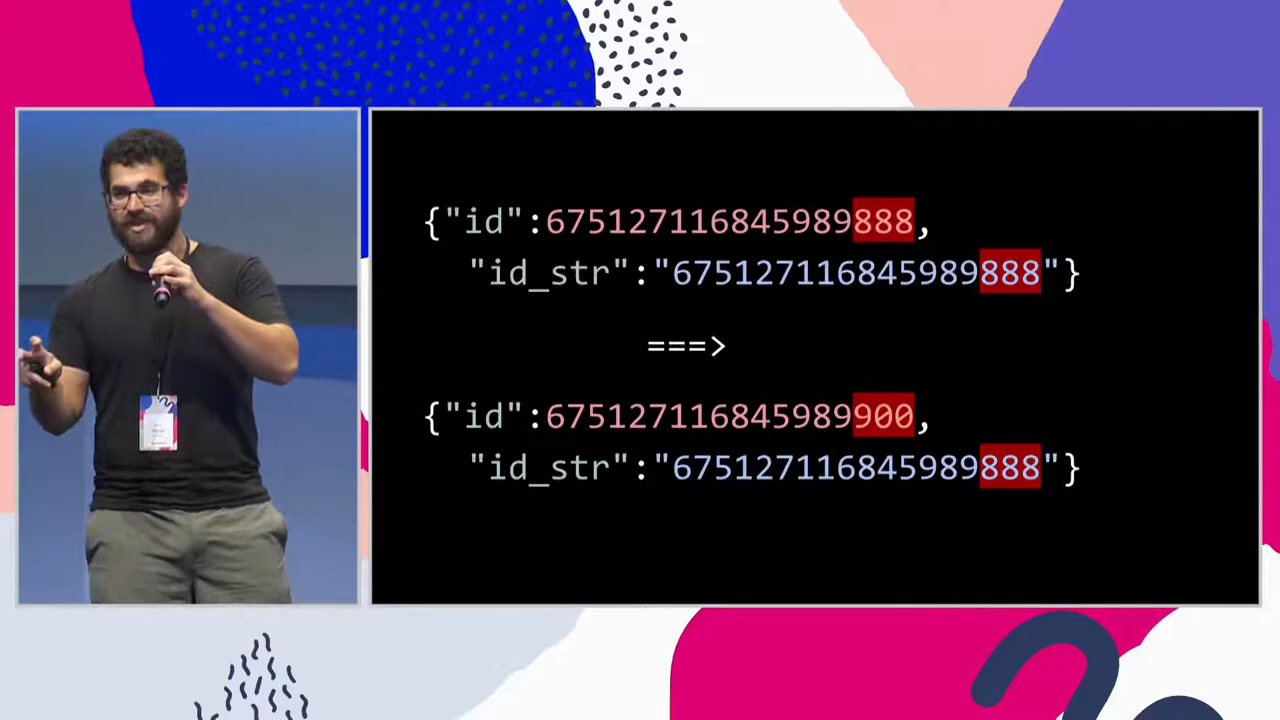 {"id":675127116845989888,
"id_str":"675127116845989888"}
===>
{"id":675127116845989900,
"id_str":"675127116845989888"}